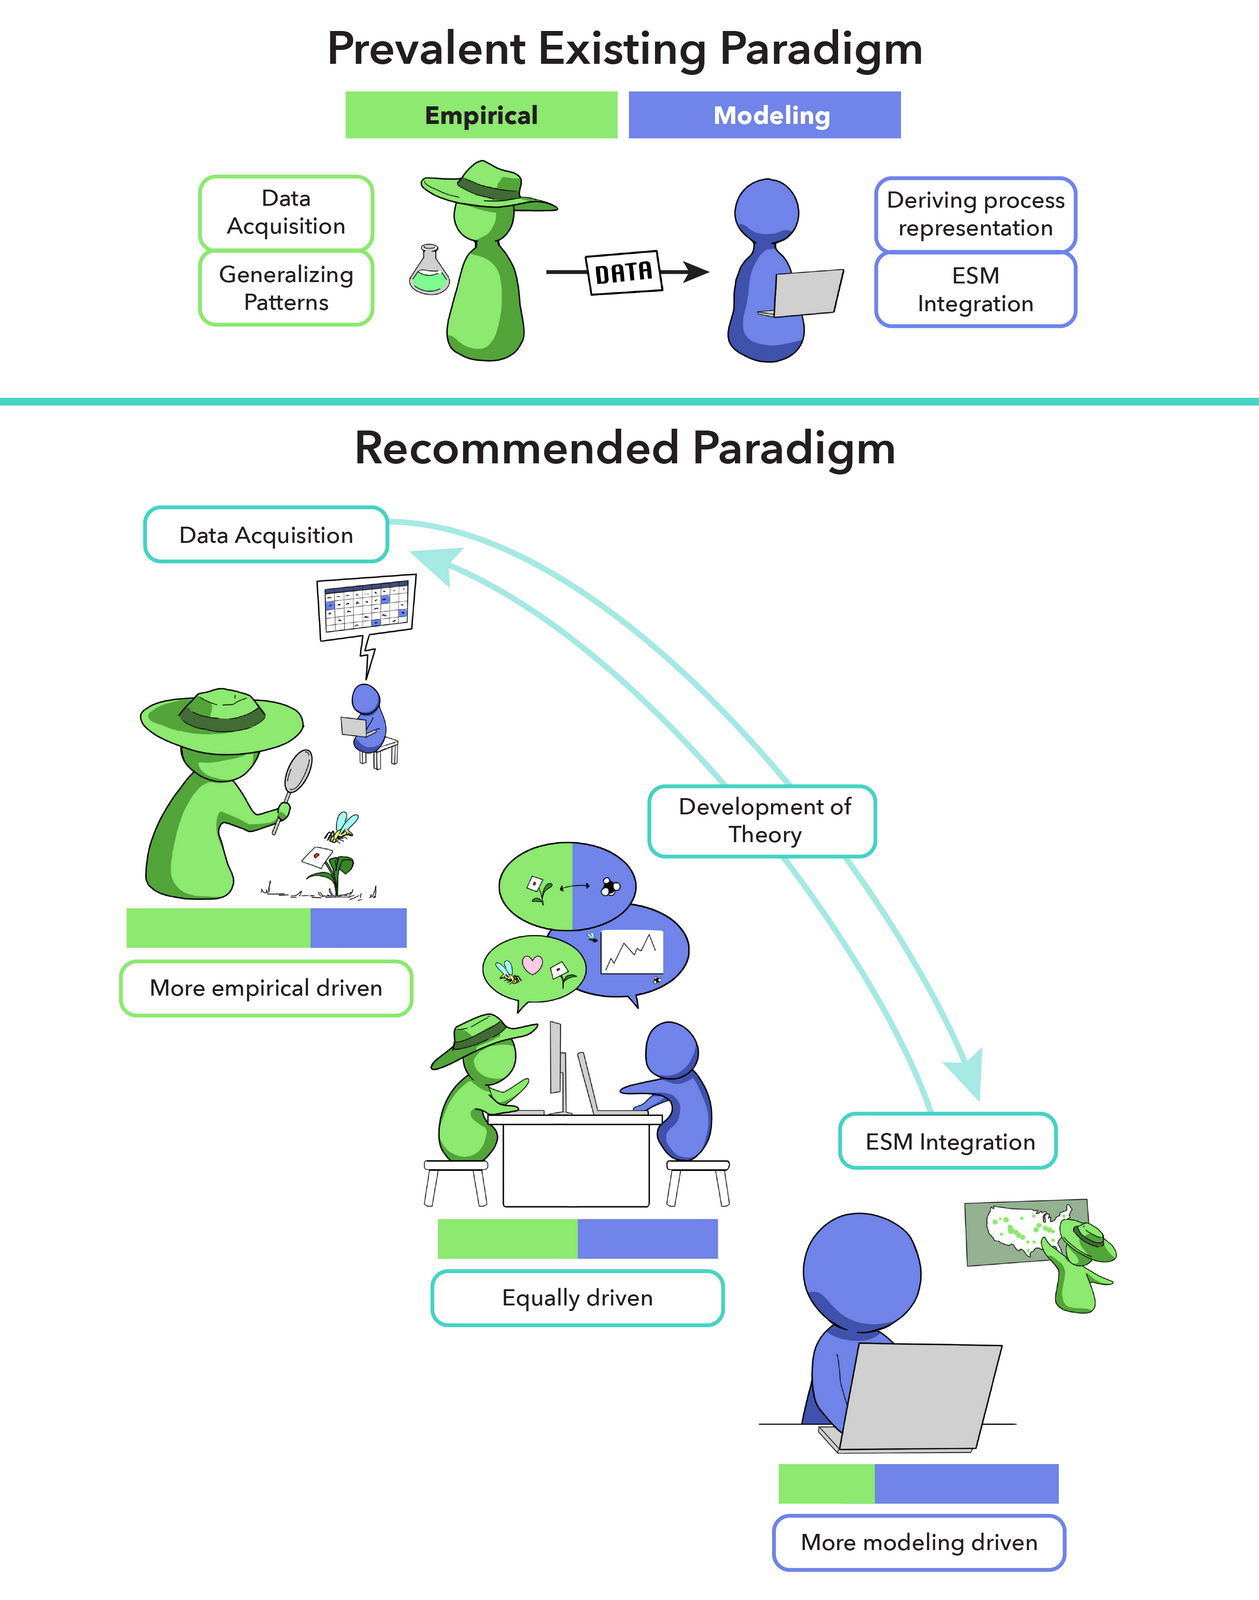 Prevalent Existing Paradigm
Empirical
Modeling
Data
Acquisition
Generalizing
Patterns
DATA
Deriving process
representation
ESM
Integration
Recommended Paradigm
Data Acquisition
Development of
Theory
More empirical driven
ESM Integration
Equally driven
More modeling driven